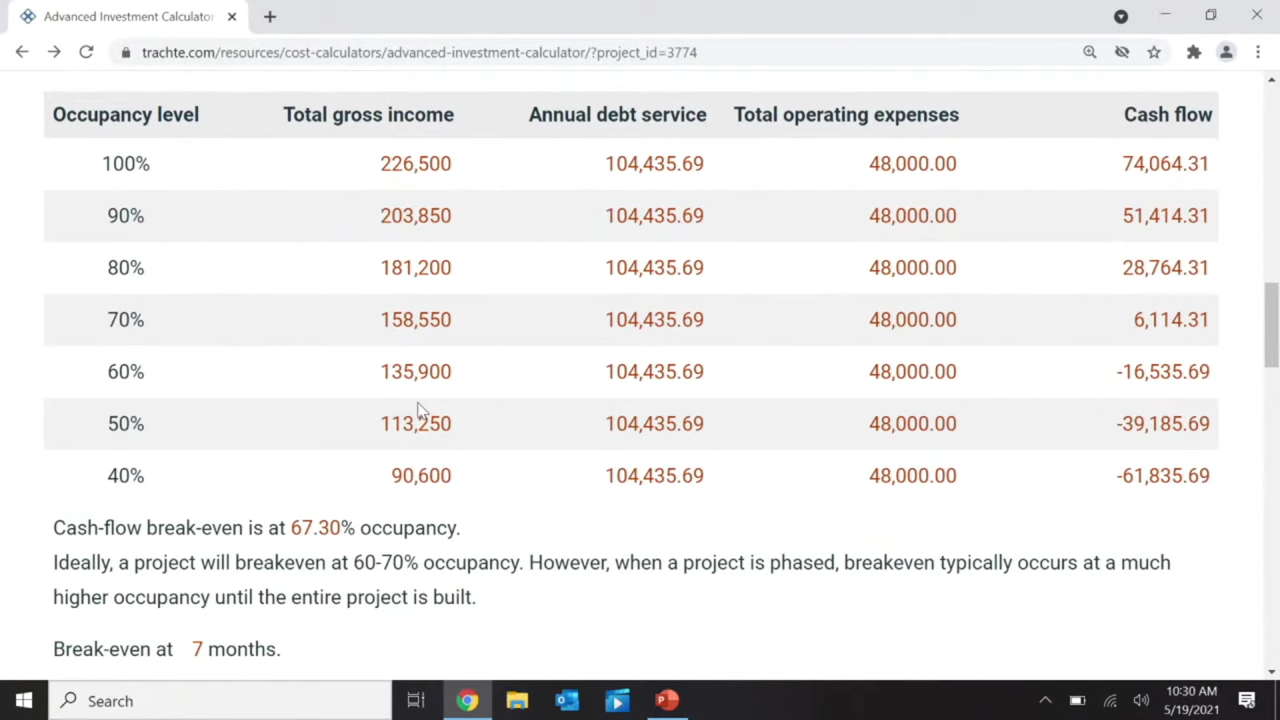 Advanced Investment Calculator
trachte.com/resources/cost-calculators/advanced-investment-calculator/?project_id=3774
Occupancy level Total gross income Annual debt service Total operating expenses Cash flow
100% 226,500 104,435.69 48,000.00 74,064.31
90% 203,850 104,435.69 48,000.00 51,414.31
80% 181,200 104,435.69 48,000.00 28,764.31
70% 158,550 104,435.69 48,000.00 6,114.31
60% 135,900 104,435.69 48,000.00 -16,535.69
50% 113,250 104,435.69 48,000.00 -39,185.69
40% 90,600 104,435.69 48,000.00 -61,835.69
Cash-flow break-even is at 67.30% occupancy.
Ideally, a project will breakeven at 60-70% occupancy. However, when a project is phased, breakeven typically occurs at a much
higher occupancy until the entire project is built.
Break-even at 7 months.
Search
10:30 AM
5/19/2021